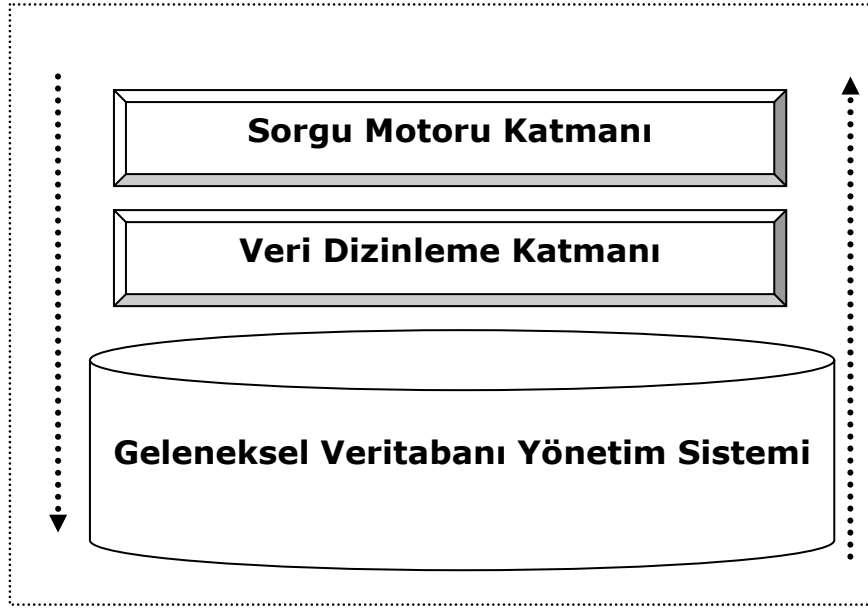 Sorgu Motoru Katmanı
Veri Dizinleme Katmanı
Geleneksel Veritabanı Yönetim Sistemi